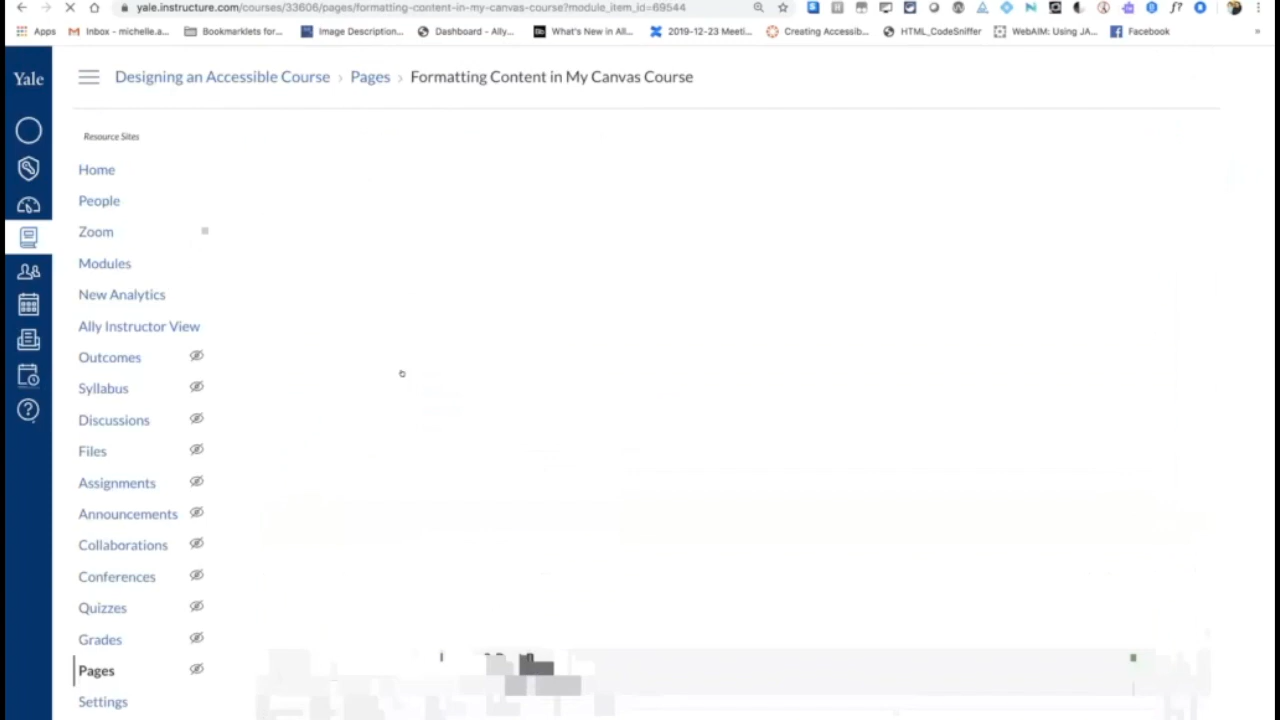 yale.instructure.com/courses/33606/pages/formatting-content-in-my-canvas-course?module_item_id=69544
Apps Inbox - michelle.a... Bookmarklets for... Image Description... Dashboard - Ally... What's New in All... 2019-12-23 Meeti... Creating Accessib... HTML_CodeSniffer WebAIM: Using JA... Facebook »
Yale
Designing an Accessible Course › Pages › Formatting Content in My Canvas Course
Resource Sites
Home
People
Zoom
Modules
New Analytics
Ally Instructor View
Outcomes
Syllabus
Discussions
Files
Assignments
Announcements
Collaborations
Conferences
Quizzes
Grades
Pages
Settings